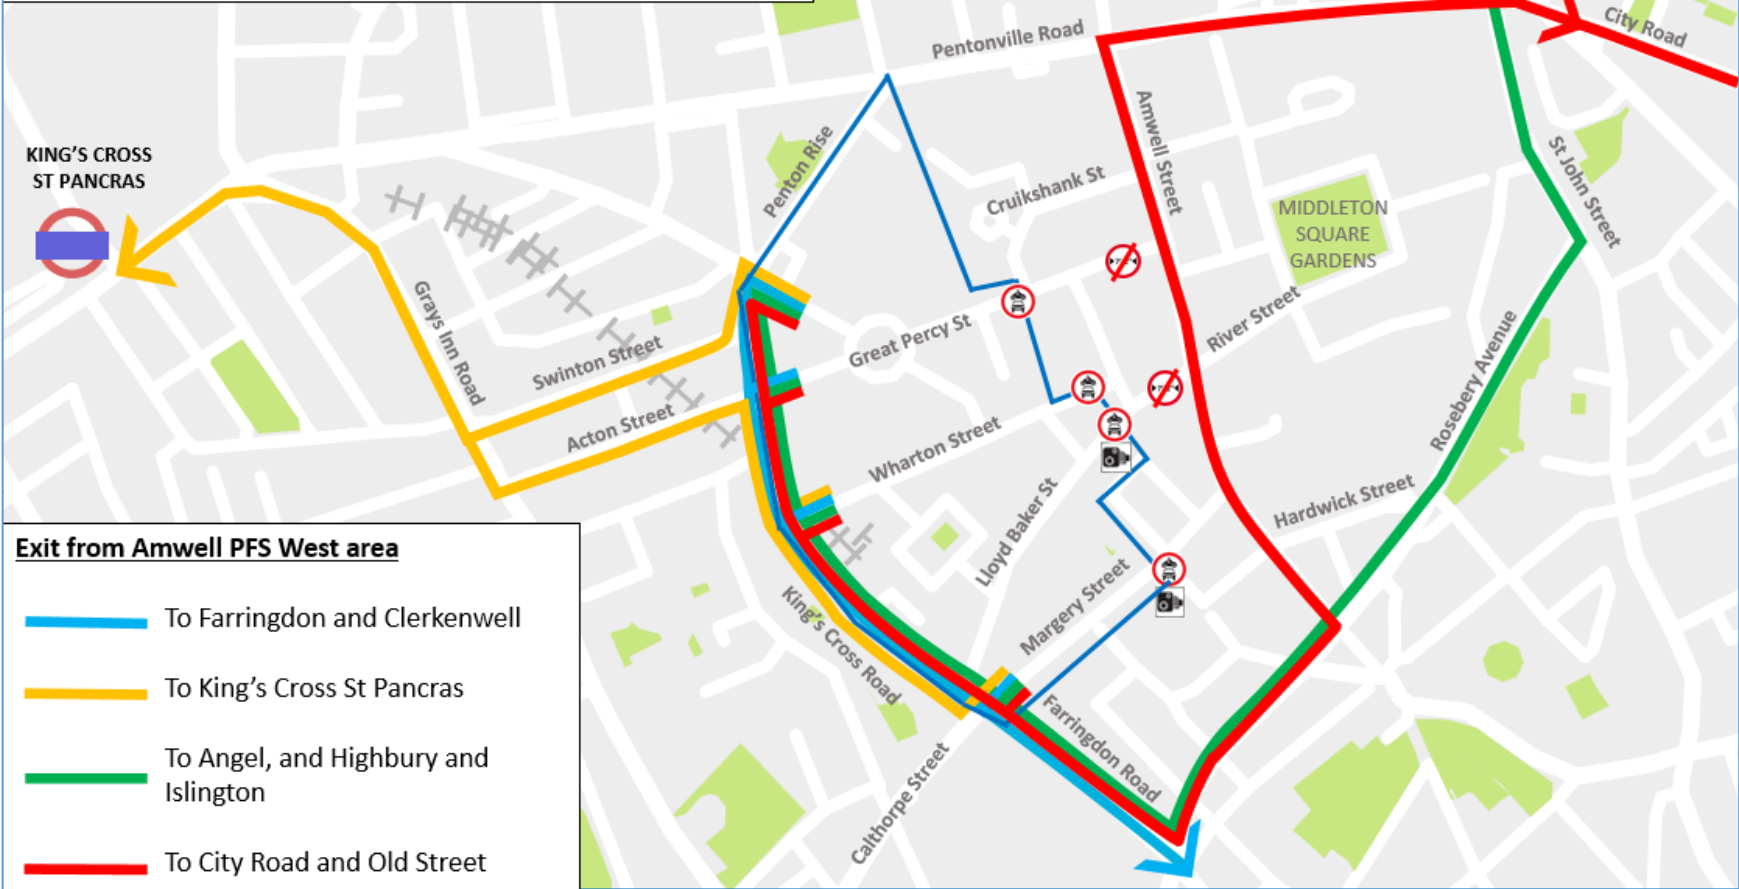 City Road
Pentonville Road
KING'S CROSS
ST PANCRAS
Penton Rise
Cruikshank St
Amwell Street
St John Street
MIDDLETON
SQUARE
GARDENS
Grays Inn Road
Swinton Street
Great Percy St
River Street
Rosebery Avenue
Acton Street
Wharton Street
Hardwick Street
Lloyd Baker St
Margery Street
King's Cross Road
Farringdon Road
Calthorpe Street
Exit from Amwell PFS West area
To Farringdon and Clerkenwell
To King's Cross St Pancras
To Angel, and Highbury and
Islington
To City Road and Old Street